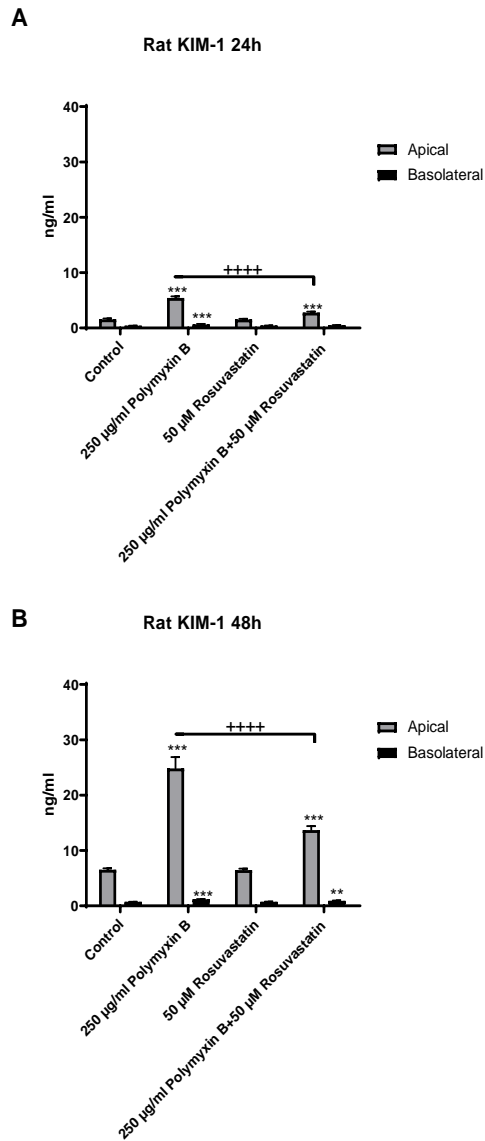 A
Rat KIM-1 24h
40
30
20
10
0
ng/ml
Apical
Basolateral
++++
***
***
***
Control
250 µg/ml Polymyxin B
50 µM Rosuvastatin
250 µg/ml Polymyxin B+50 µM Rosuvastatin
B
Rat KIM-1 48h
40
30
20
10
0
ng/ml
Apical
Basolateral
++++
***
***
***
**
Control
250 µg/ml Polymyxin B
50 µM Rosuvastatin
250 µg/ml Polymyxin B+50 µM Rosuvastatin